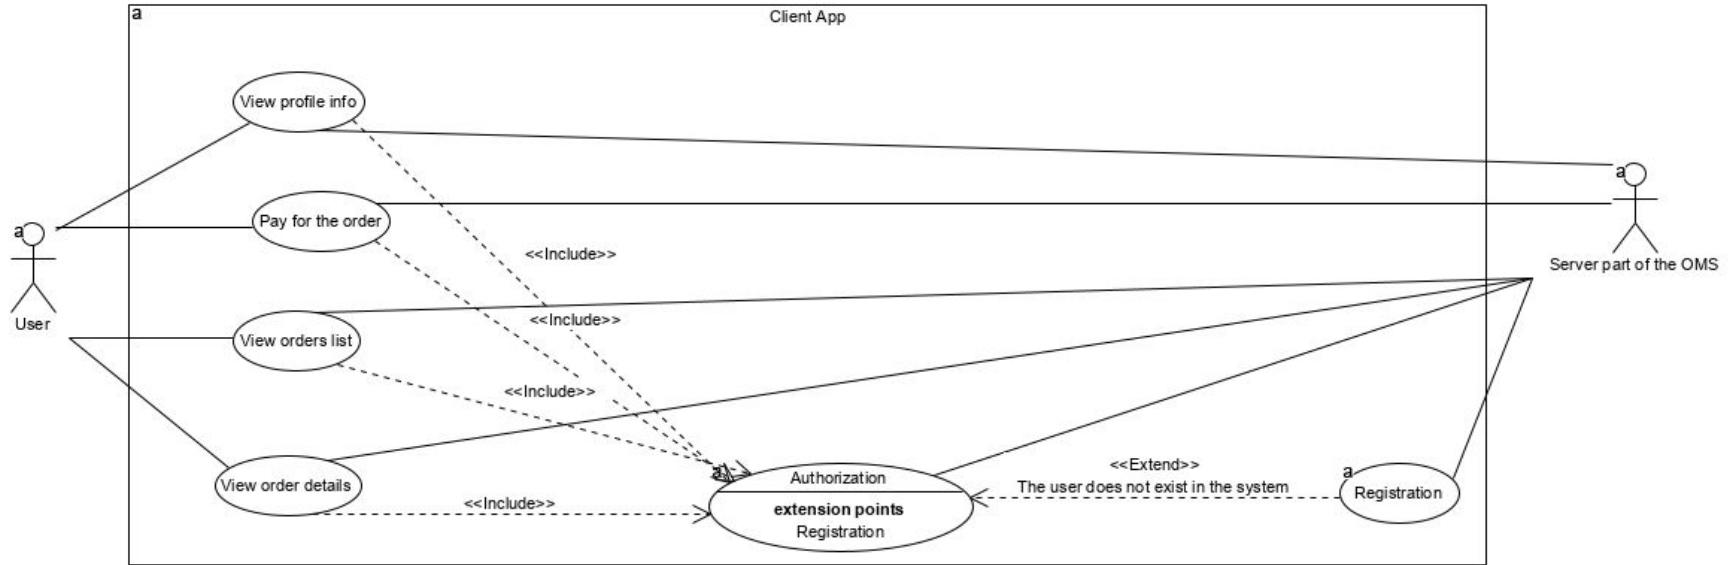 a
Client App
View profile info
a
Pay for the order
a
<<Include>>
Server part of the OMS
User
<<Include>>
View orders list
<<Include>>
<<Extend>>
a
a
Authorization
The user does not exist in the system
View order details
Registration
<<Include>>
extension points
Registration